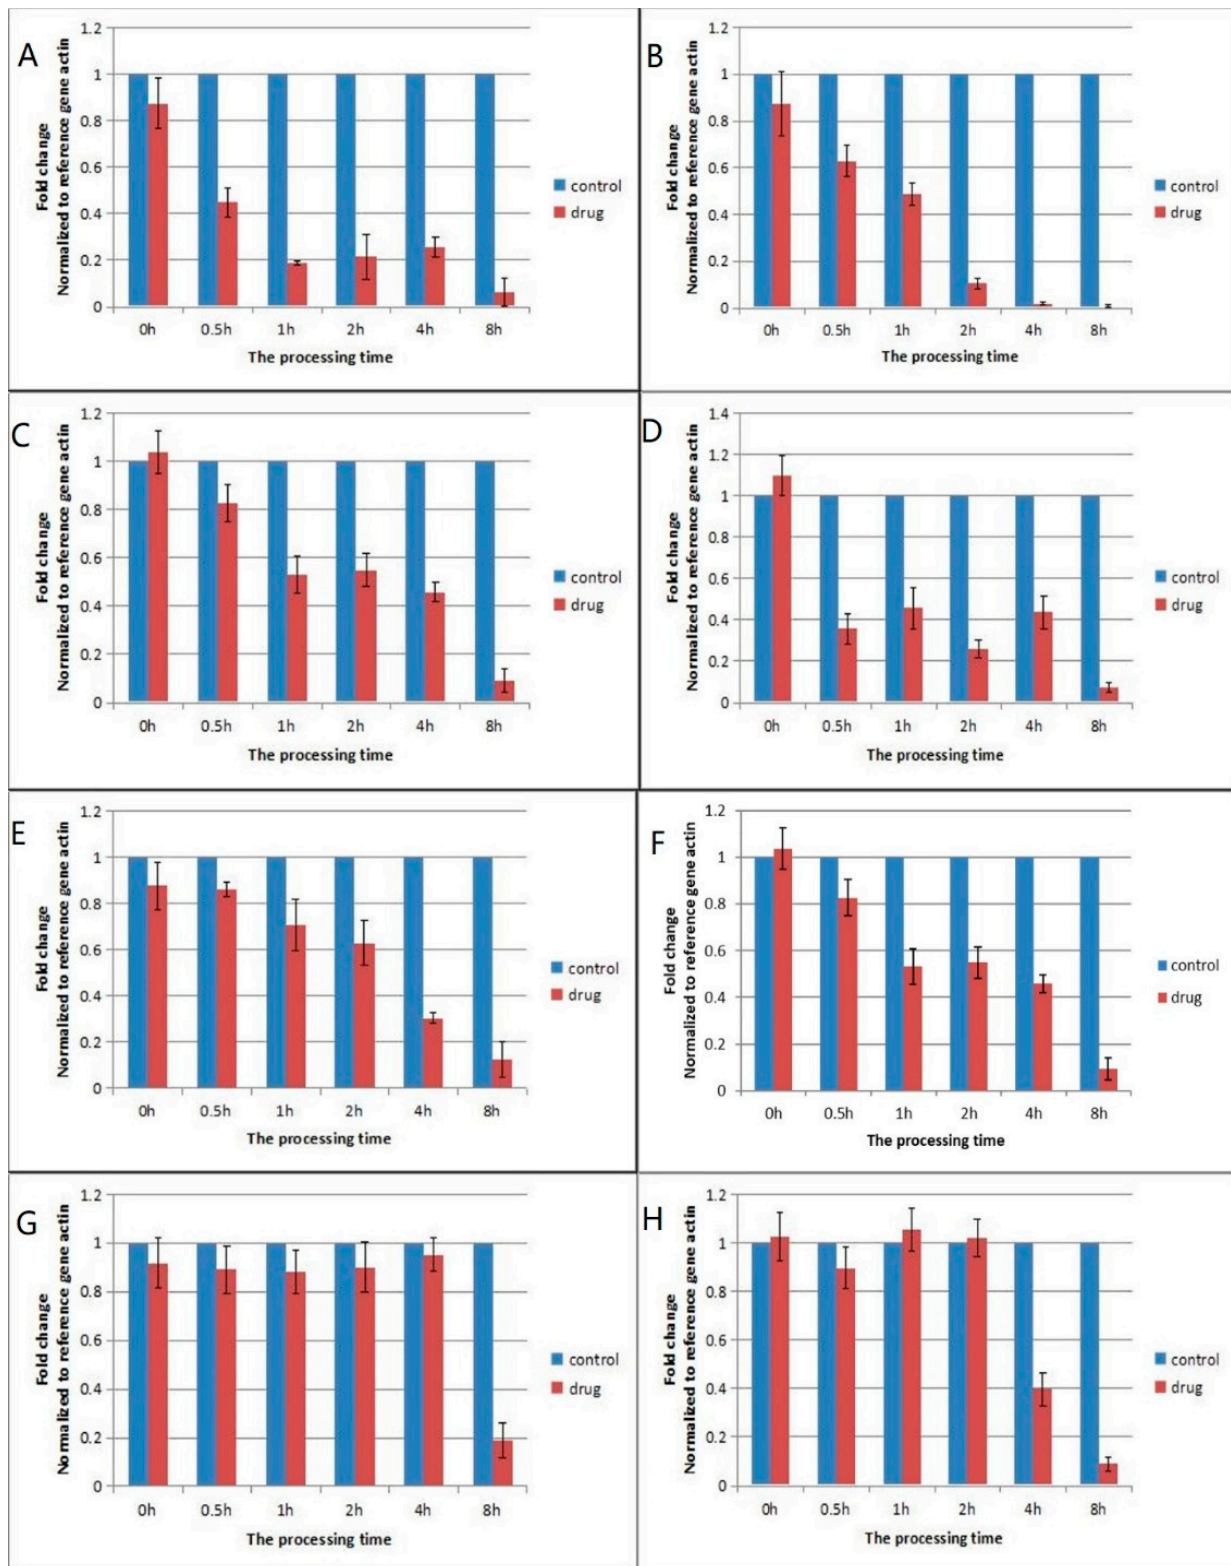 A
Fold change
Normalized to reference gene actin
1.2
1
0.8
0.6
0.4
0.2
0
0h 0.5h 1h 2h 4h 8h
The processing time
control
drug
B
Fold change
Normalized to reference gene actin
1.2
1
0.8
0.6
0.4
0.2
0
0h 0.5h 1h 2h 4h 8h
The processing time
control
drug
C
Fold change
Normalized to reference gene actin
1.2
1
0.8
0.6
0.4
0.2
0
0h 0.5h 1h 2h 4h 8h
The processing time
control
drug
D
Fold change
Normalized to reference gene actin
1.4
1.2
1
0.8
0.6
0.4
0.2
0
0h 0.5h 1h 2h 4h 8h
The processing time
control
drug
E
Fold change
Normalized to reference gene actin
1.2
1
0.8
0.6
0.4
0.2
0
0h 0.5h 1h 2h 4h 8h
The processing time
control
drug
F
Fold change
Normalized to reference gene actin
1.2
1
0.8
0.6
0.4
0.2
0
0h 0.5h 1h 2h 4h 8h
The processing time
control
drug
G
Fold change
Normalized to reference gene actin
1.2
1
0.8
0.6
0.4
0.2
0
0h 0.5h 1h 2h 4h 8h
The processing time
control
drug
H
Fold change
Normalized to reference gene actin
1.2
1
0.8
0.6
0.4
0.2
0
0h 0.5h 1h 2h 4h 8h
The processing time
control
drug